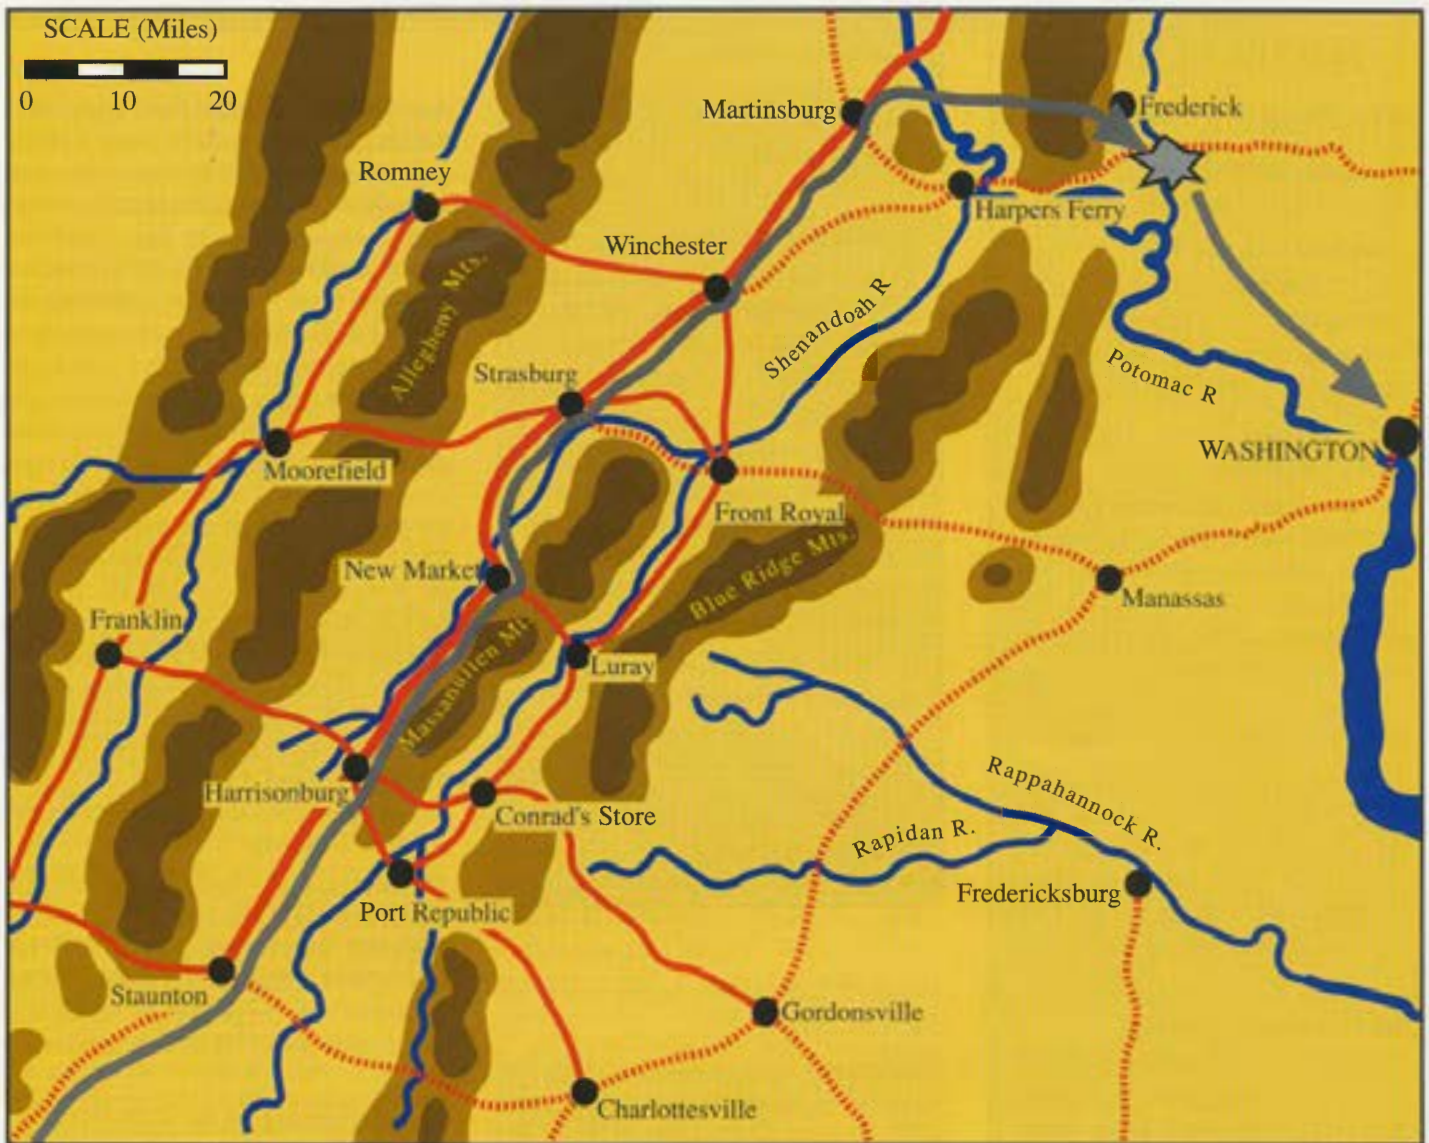 SCALE (Miles)
0 10 20
Martinsburg
Frederick
Romney
Harpers Ferry
Winchester
Allegheny Mts.
Shenandoah R
Strasburg
Potomac R
WASHINGTON
Moorefield
Front Royal
Blue Ridge Mts.
New Market
Manassas
Franklin
Luray
Massanutten Mt.
Harrisonburg
Conrad's Store
Rappahannock R.
Rapidan R.
Fredericksburg
Port Republic
Staunton
Gordonsville
Charlottesville